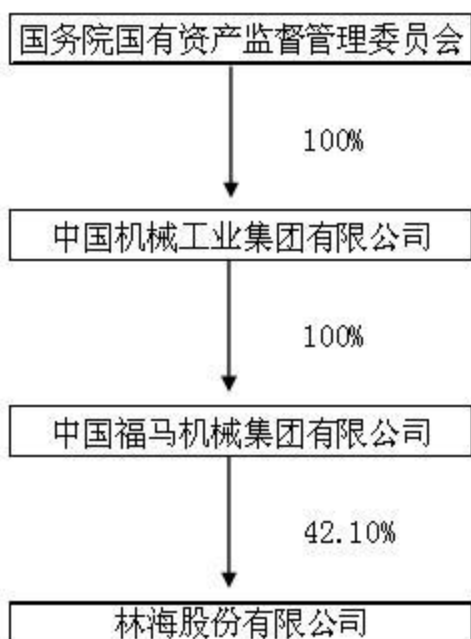 国务院国有资产监督管理委员会
100%
中国机械工业集团有限公司
100%
中国福马机械集团有限公司
42.10%
林海股份有限公司